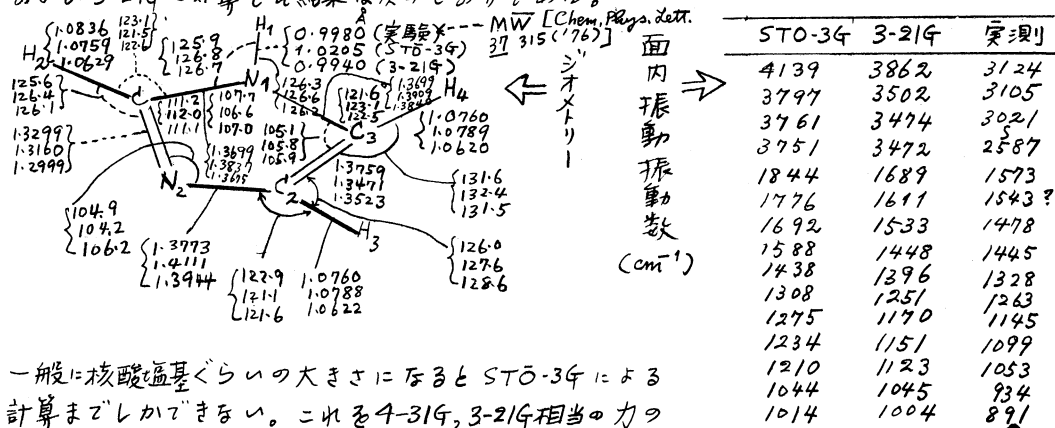 H₁ { 0.9980 (実験* --- MW [Chem. Phys. Lett.
1.0205 (STO-3G) 37 315 ('76)]
0.9940 (3-21G)
H₂ { 1.0836
1.0759
1.0629
{ 123.1
121.5
122.6
{ 125.9
126.8
126.7
N₁
{ 126.3
126.6
126.2
{ 121.6
123.1
122.5
{ 1.3699
1.3909
1.3848
H₄
{ 1.0760
1.0789
1.0620
125.6
126.4
126.1 }
{ 111.2
112.0
111.1
{ 107.7
106.6
107.0
105.1
105.8
105.9 }
C₃
1.3299
1.3160
1.2999 }
{ 1.3699
1.3837
1.3675
{ 1.3759
1.3471
1.3523
{ 131.6
132.4
131.5
N₂
C₂
H₃
{ 104.9
104.2
106.2
{ 1.3773
1.4111
1.3944
{ 122.9
121.1
121.6
{ 1.0760
1.0788
1.0622
{ 126.0
127.6
128.6
ジオメトリー
面内振動振動数
(cm⁻¹)
STO-3G 3-21G 実測
4139 3862 3124
3797 3502 3105
3761 3474 3021
3751 3472 2587
1844 1689 1573
1776 1611 1543?
1692 1533 1478
1588 1448 1445
1438 1396 1328
1308 1251 1263
1275 1170 1145
1234 1151 1099
1210 1123 1053
1044 1045 934
1014 1004 891
一般に核酸塩基ぐらいの大きさになるとSTO-3Gによる
計算までしかできない。これを4-31G, 3-21G相当の力の